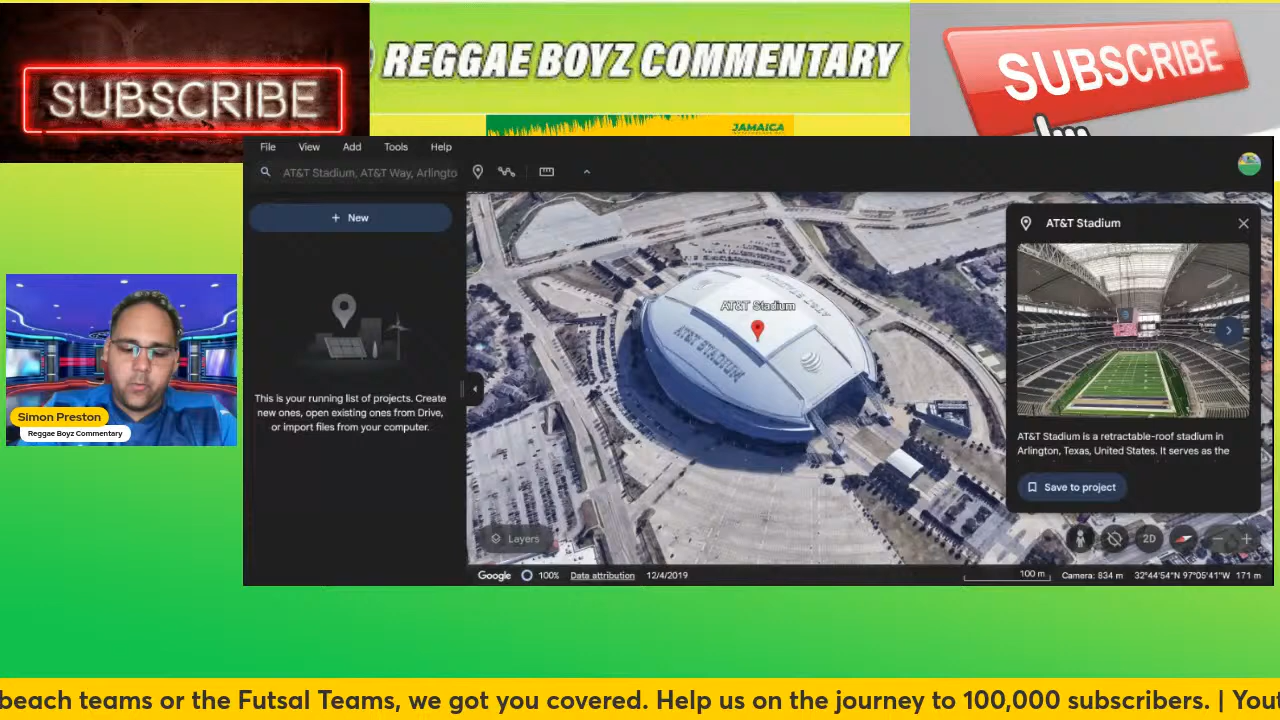 SUBSCRIBE
REGGAE BOYZ COMMENTARY
SUBSCRIBE
JAMAICA
File View Add Tools Help
AT&T Stadium, AT&T Way, Arlingto
+ New
This is your running list of projects. Create
new ones, open existing ones from Drive,
or import files from your computer.
AT&T Stadium
AT&T STADIUM
AT&T Stadium
AT&T Stadium is a retractable-roof stadium in
Arlington, Texas, United States. It serves as the
Save to project
Layers
2D
Google 100% Data attribution 12/4/2019 100 m Camera: 834 m 32°44'54"N 97°05'41"W 171 m
Simon Preston
Reggae Boyz Commentary
beach teams or the Futsal Teams, we got you covered. Help us on the journey to 100,000 subscribers. | Yout